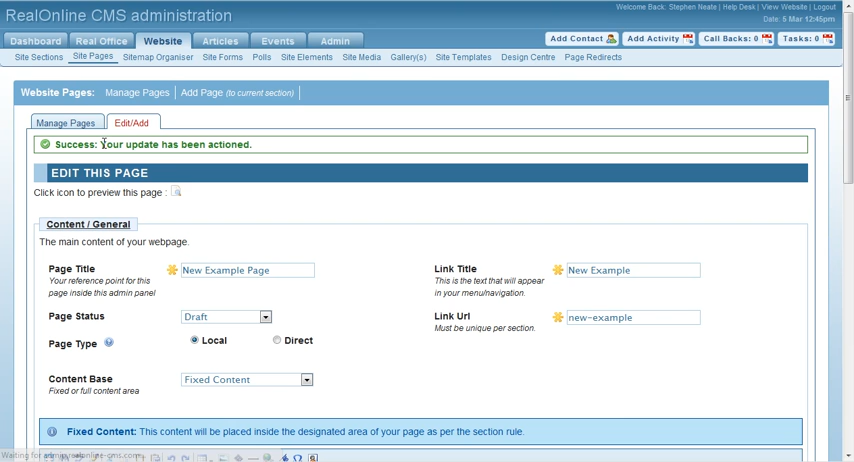 Welcome Back: Stephen Neate | Help Desk | View Website | Logout
RealOnline CMS administration
Date: 5 Mar 12:45pm
Dashboard Real Office Website Articles Events Admin Add Contact Add Activity Call Backs: 0 Tasks: 0
Site Sections Site Pages Sitemap Organiser Site Forms Polls Site Elements Site Media Gallery(s) Site Templates Design Centre Page Redirects
Website Pages: Manage Pages Add Page (to current section)
Manage Pages Edit/Add
Success: Your update has been actioned.
EDIT THIS PAGE
Click icon to preview this page :
Content / General
The main content of your webpage.
Page Title New Example Page Link Title New Example
Your reference point for this This is the text that will appear
page inside this admin panel in your menu/navigation.
Page Status Draft Link Url new-example
Must be unique per section.
Page Type Local Direct
Content Base Fixed Content
Fixed or full content area
Fixed Content: This content will be placed inside the designated area of your page as per the section rule.
Waiting for admin.realonline-cms.com...